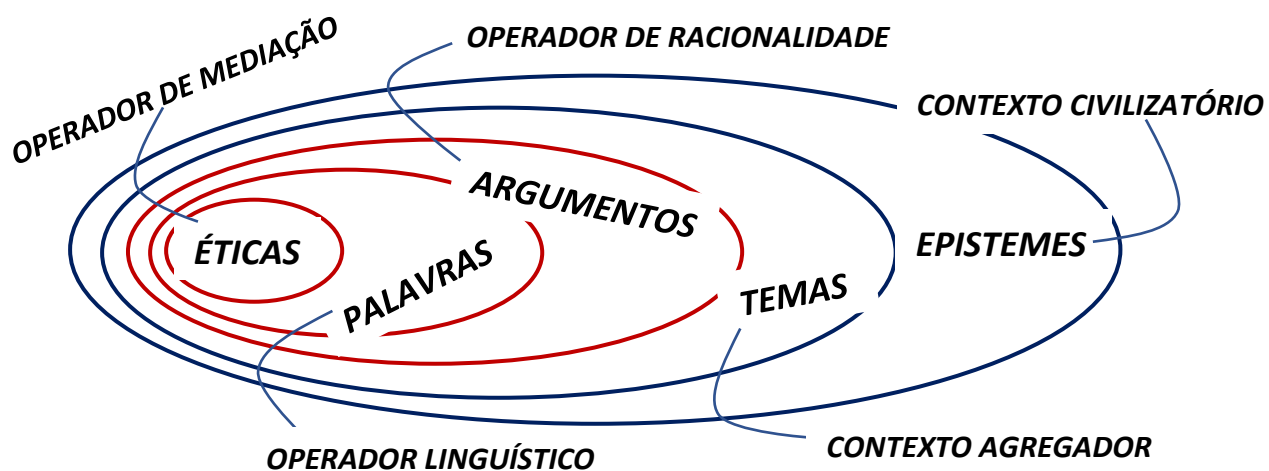 OPERADOR DE MEDIAÇÃO
OPERADOR DE RACIONALIDADE
CONTEXTO CIVILIZATÓRIO
ARGUMENTOS
ÉTICAS
PALAVRAS
EPISTEMES
TEMAS
OPERADOR LINGUÍSTICO
CONTEXTO AGREGADOR